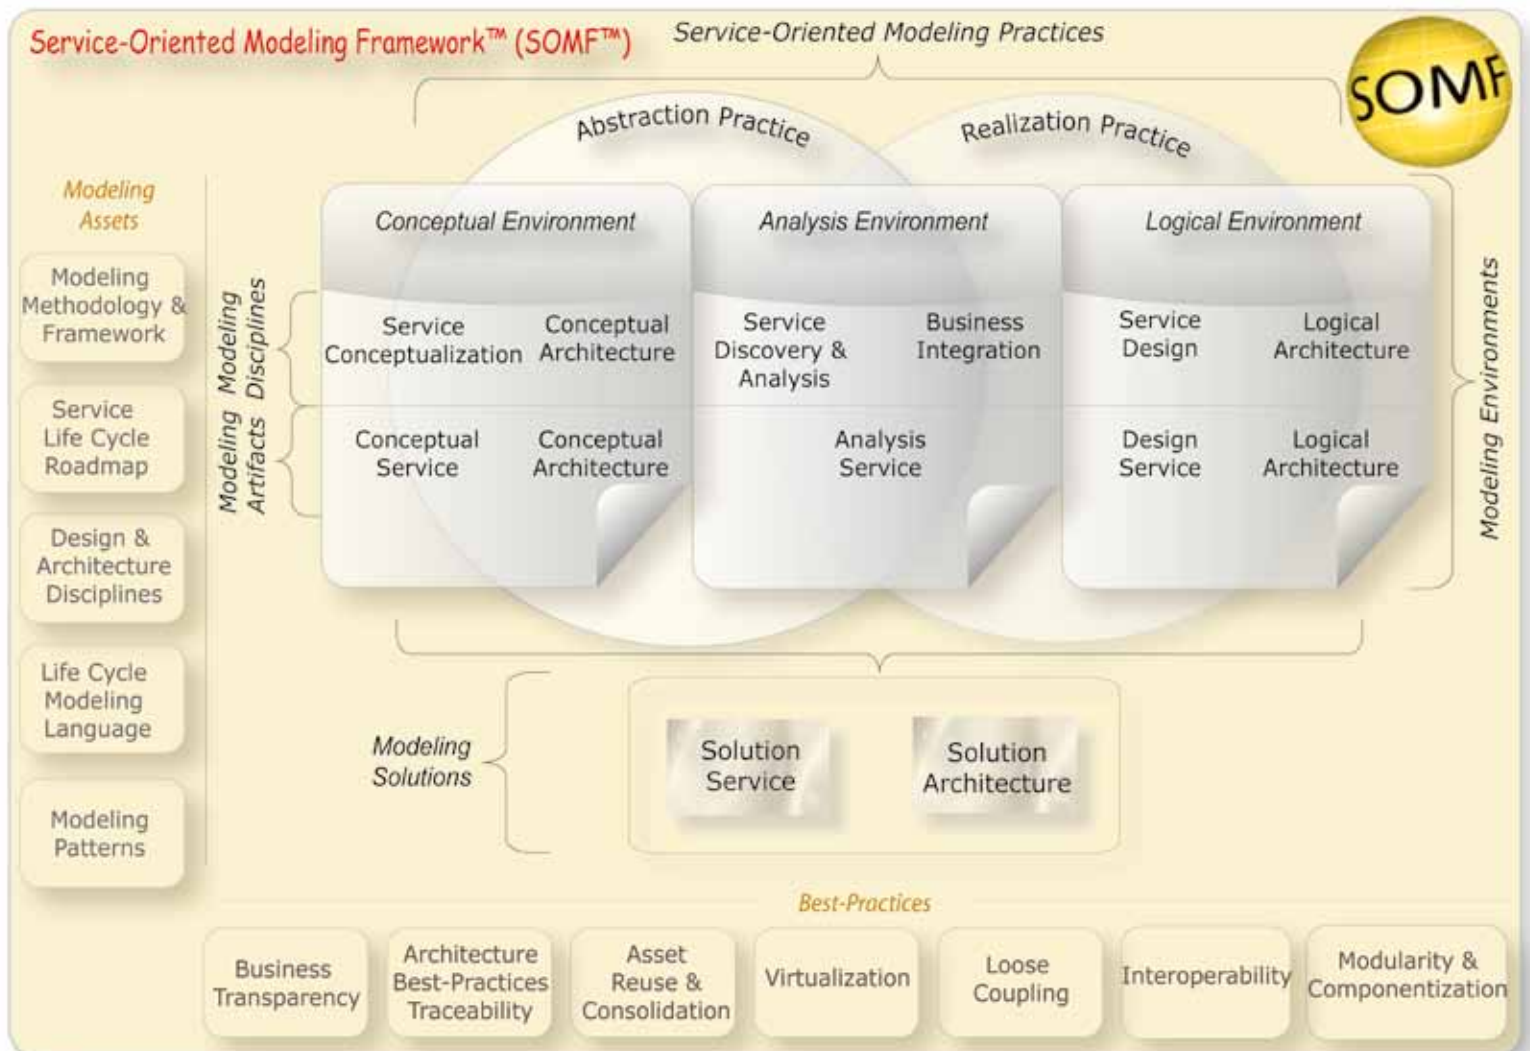 Service-Oriented Modeling Framework™ (SOMF™)
Service-Oriented Modeling Practices
SOMF
Abstraction Practice
Realization Practice
Modeling
Assets
Modeling
Methodology &
Framework
Service
Life Cycle
Roadmap
Design &
Architecture
Disciplines
Life Cycle
Modeling
Language
Modeling
Patterns
Modeling
Disciplines
Modeling
Artifacts
Conceptual Environment
Service
Conceptualization
Conceptual
Architecture
Conceptual
Service
Conceptual
Architecture
Analysis Environment
Service
Discovery &
Analysis
Business
Integration
Analysis
Service
Logical Environment
Service
Design
Logical
Architecture
Design
Service
Logical
Architecture
Modeling Environments
Modeling
Solutions
Solution
Service
Solution
Architecture
Best-Practices
Business
Transparency
Architecture
Best-Practices
Traceability
Asset
Reuse &
Consolidation
Virtualization
Loose
Coupling
Interoperability
Modularity &
Componentization